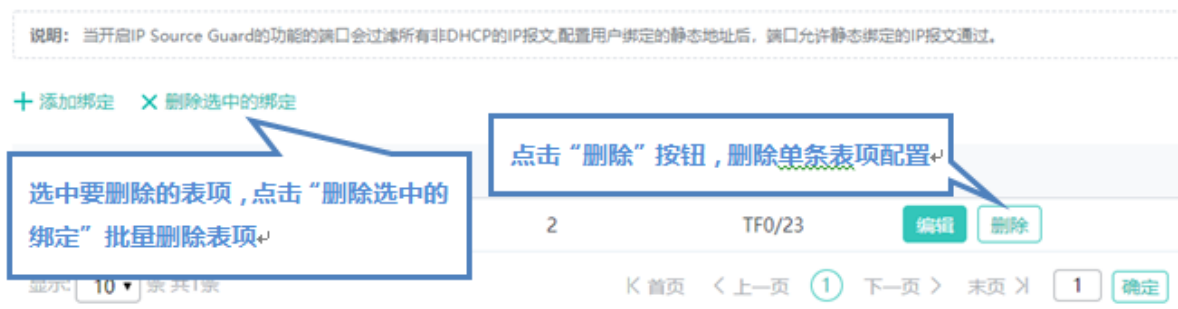 说明： 当开启IP Source Guard的功能的端口会过滤所有非DHCP的IP报文,配置用户绑定的静态地址后，端口允许静态绑定的IP报文通过。
添加绑定 删除选中的绑定
点击“删除”按钮，删除单条表项配置
选中要删除的表项，点击“删除选中的
绑定”批量删除表项
2 TF0/23 编辑 删除
显示: 10 条 共1条 首页 上一页 1 下一页 末页 1 确定